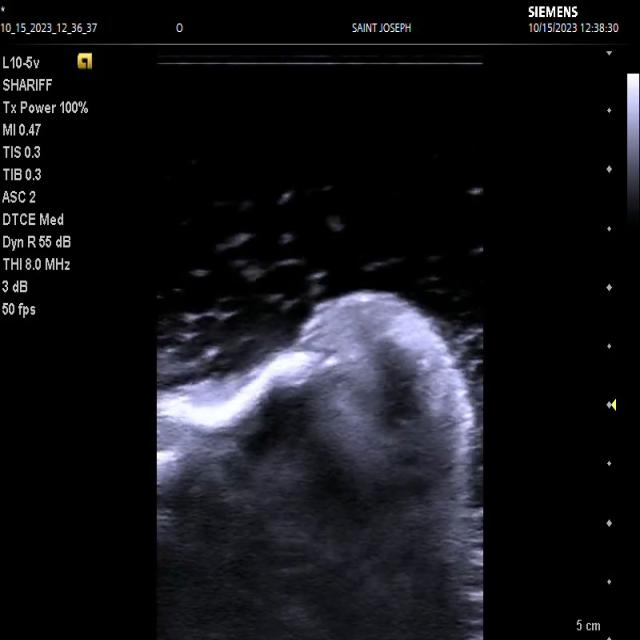 *
SIEMENS
10_15_2023_12_36_37
O
SAINT JOSEPH
10/15/2023 12:38:30
L10-5v
SHARIFF
Tx Power 100%
MI 0.47
TIS 0.3
TIB 0.3
ASC 2
DTCE Med
Dyn R 55 dB
THI 8.0 MHz
3 dB
50 fps
5 cm